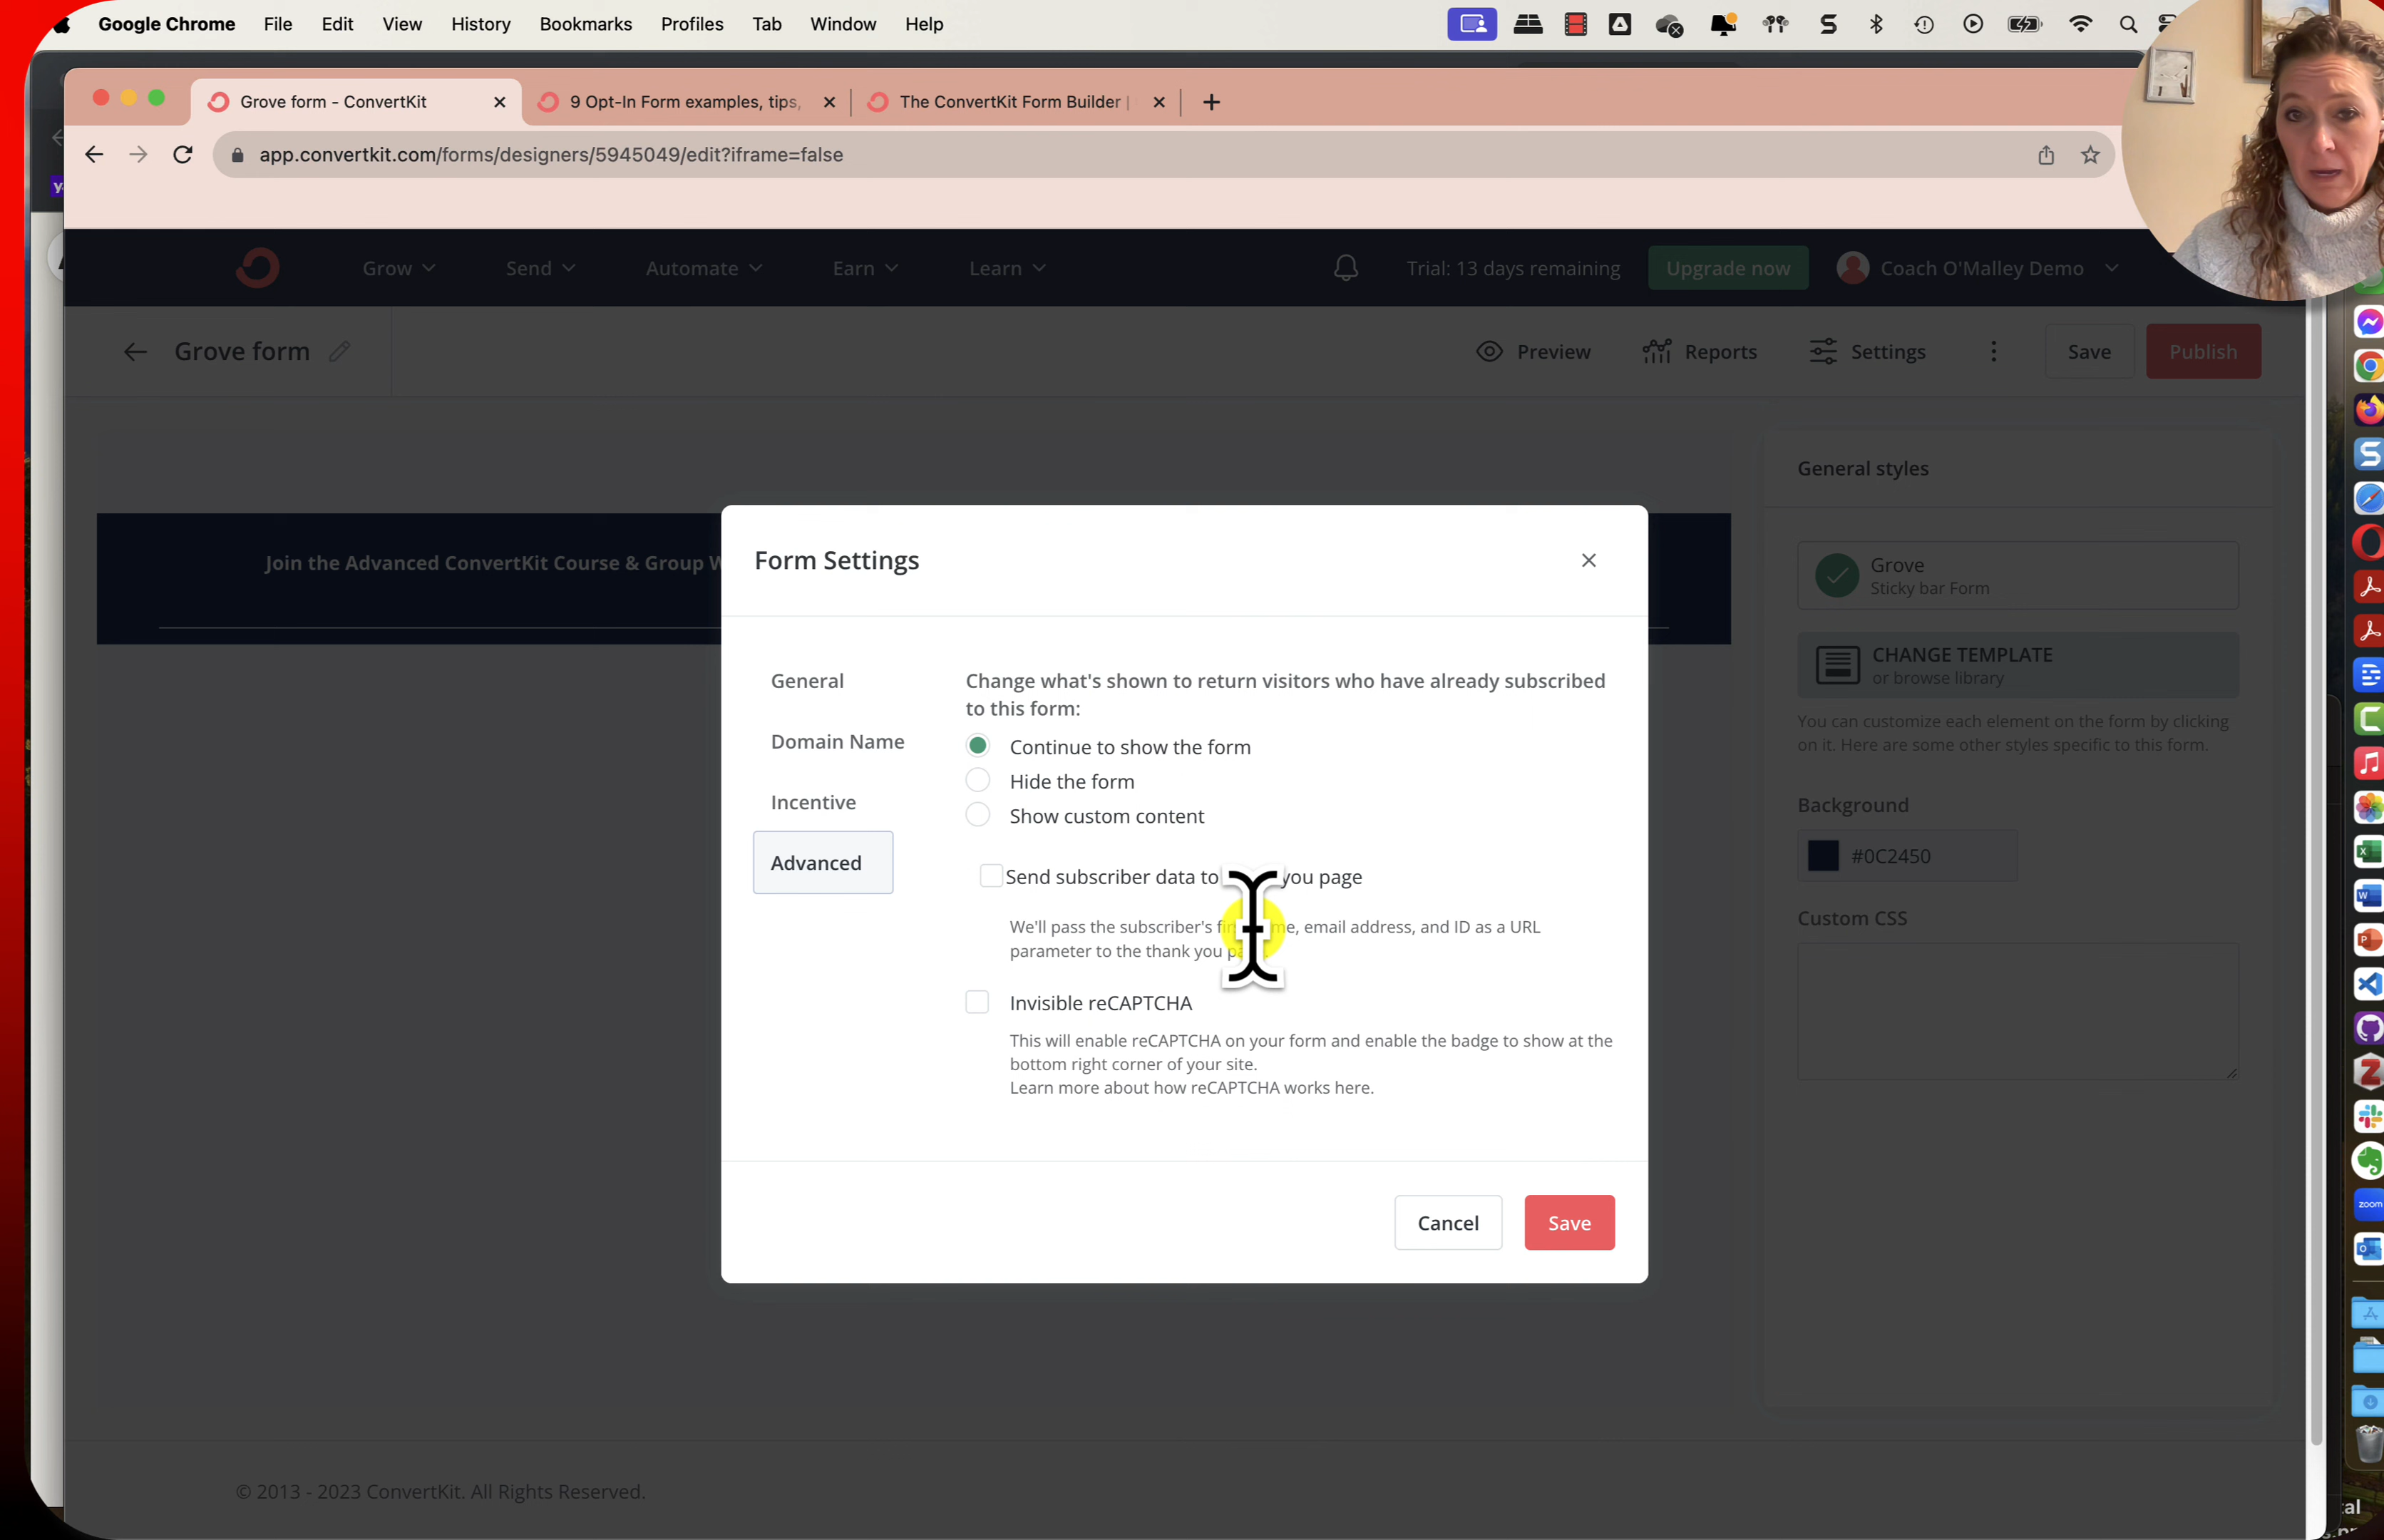 Google Chrome File Edit View History Bookmarks Profiles Tab Window Help
Grove form - ConvertKit
9 Opt-In Form examples, tips,
The ConvertKit Form Builder |
app.convertkit.com/forms/designers/5945049/edit?iframe=false
Grow Send Automate Earn Learn
Trial: 13 days remaining
Upgrade now
Coach O'Malley Demo
Grove form
Preview Reports Settings Save Publish
Join the Advanced ConvertKit Course & Group
Form Settings
General
Domain Name
Incentive
Advanced
Change what's shown to return visitors who have already subscribed
to this form:
Continue to show the form
Hide the form
Show custom content
Send subscriber data to you page
We'll pass the subscriber's email address, and ID as a URL
parameter to the thank you
Invisible reCAPTCHA
This will enable reCAPTCHA on your form and enable the badge to show at the
bottom right corner of your site.
Learn more about how reCAPTCHA works here.
Cancel Save
General styles
Grove
Sticky bar Form
CHANGE TEMPLATE
or browse library
You can customize each element on the form by clicking
on it. Here are some other styles specific to this form.
Background
#0C2450
Custom CSS
zoom
© 2013 - 2023 ConvertKit. All Rights Reserved.